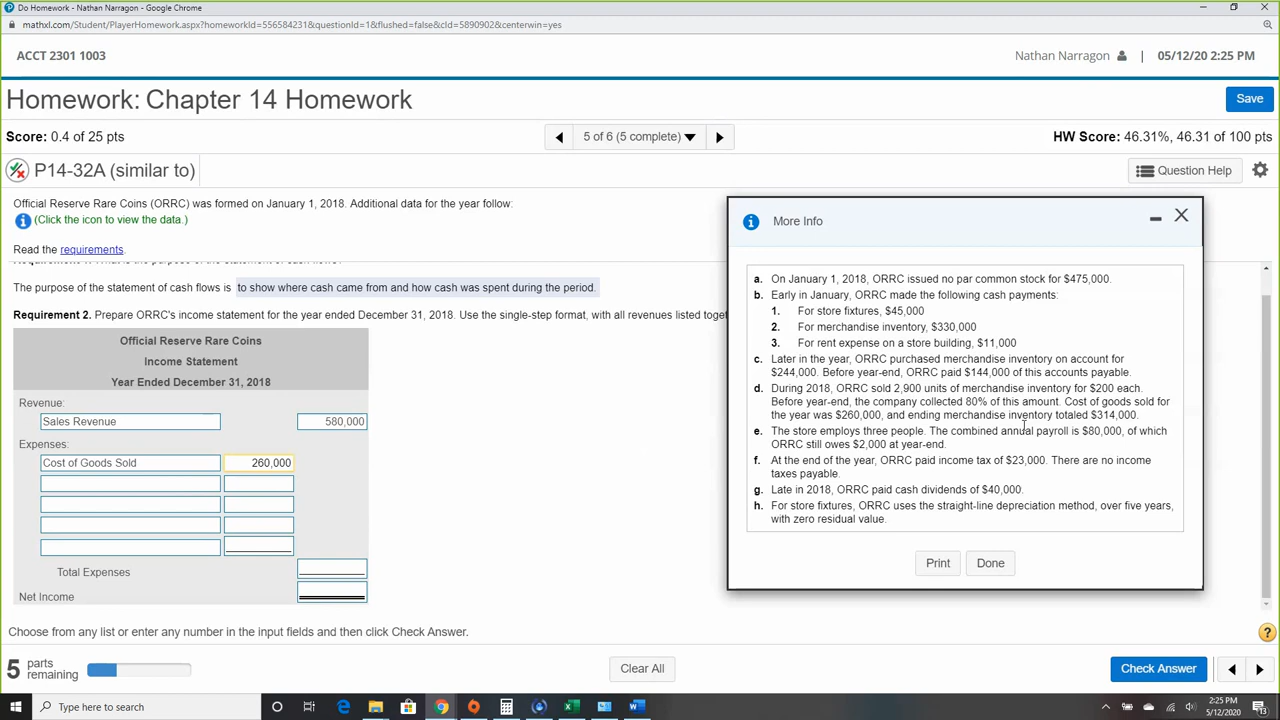 Do Homework - Nathan Narragon - Google Chrome
mathxl.com/Student/PlayerHomework.aspx?homeworkId=556584231&questionId=1&flushed=false&cId=5890902&centerwin=yes
ACCT 2301 1003
Nathan Narragon | 05/12/20 2:25 PM
Homework: Chapter 14 Homework
Save
Score: 0.4 of 25 pts
5 of 6 (5 complete)
HW Score: 46.31%, 46.31 of 100 pts
P14-32A (similar to)
Question Help
Official Reserve Rare Coins (ORRC) was formed on January 1, 2018. Additional data for the year follow:
(Click the icon to view the data.)
Read the requirements.
The purpose of the statement of cash flows is to show where cash came from and how cash was spent during the period.
Requirement 2. Prepare ORRC's income statement for the year ended December 31, 2018. Use the single-step format, with all revenues listed toget
Official Reserve Rare Coins
Income Statement
Year Ended December 31, 2018
Revenue:
Sales Revenue 580,000
Expenses:
Cost of Goods Sold 260,000
Total Expenses
Net Income
More Info
a. On January 1, 2018, ORRC issued no par common stock for $475,000.
b. Early in January, ORRC made the following cash payments:
1. For store fixtures, $45,000
2. For merchandise inventory, $330,000
3. For rent expense on a store building, $11,000
c. Later in the year, ORRC purchased merchandise inventory on account for
$244,000. Before year-end, ORRC paid $144,000 of this accounts payable.
d. During 2018, ORRC sold 2,900 units of merchandise inventory for $200 each.
Before year-end, the company collected 80% of this amount. Cost of goods sold for
the year was $260,000, and ending merchandise inventory totaled $314,000.
e. The store employs three people. The combined annual payroll is $80,000, of which
ORRC still owes $2,000 at year-end.
f. At the end of the year, ORRC paid income tax of $23,000. There are no income
taxes payable.
g. Late in 2018, ORRC paid cash dividends of $40,000.
h. For store fixtures, ORRC uses the straight-line depreciation method, over five years,
with zero residual value.
Print
Done
Choose from any list or enter any number in the input fields and then click Check Answer.
5 parts remaining
Clear All
Check Answer
?
Type here to search
2:25 PM
5/12/2020